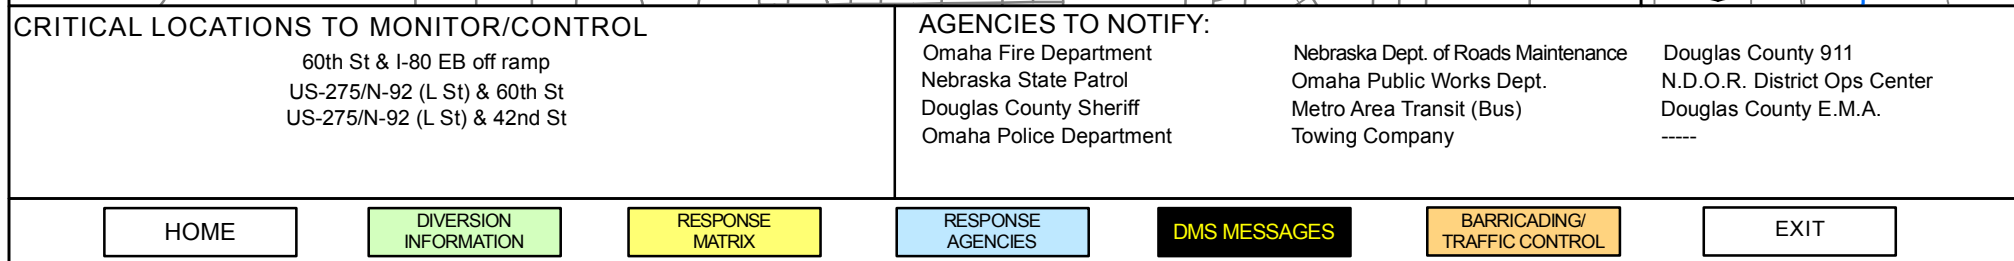 CRITICAL LOCATIONS TO MONITOR/CONTROL
60th St & I-80 EB off ramp
US-275/N-92 (L St) & 60th St
US-275/N-92 (L St) & 42nd St
AGENCIES TO NOTIFY:
Omaha Fire Department
Nebraska State Patrol
Douglas County Sheriff
Omaha Police Department
Nebraska Dept. of Roads Maintenance
Omaha Public Works Dept.
Metro Area Transit (Bus)
Towing Company
Douglas County 911
N.D.O.R. District Ops Center
Douglas County E.M.A.
-----
HOME
DIVERSION
INFORMATION
RESPONSE
MATRIX
RESPONSE
AGENCIES
DMS MESSAGES
BARRICADING/
TRAFFIC CONTROL
EXIT